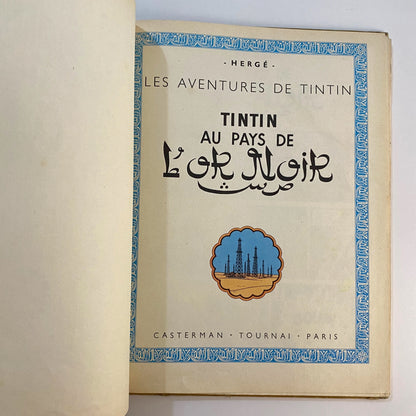 - HERGÉ -
LES AVENTURES DE TINTIN
TINTIN
AU PAYS DE
L'OR NOIR
CASTERMAN • TOURNAI • PARIS